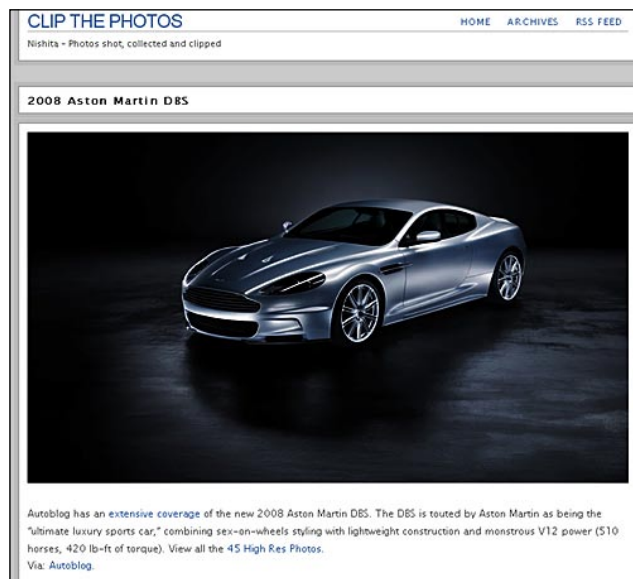 CLIP THE PHOTOS
HOME ARCHIVES RSS FEED
Nishita - Photos shot, collected and clipped
2008 Aston Martin DBS
Autoblog has an extensive coverage of the new 2008 Aston Martin DBS. The DBS is touted by Aston Martin as being the
"ultimate luxury sports car," combining sex-on-wheels styling with lightweight construction and monstrous V12 power (510
horses, 420 lb-ft of torque). View all the 45 High Res Photos.
Via: Autoblog.